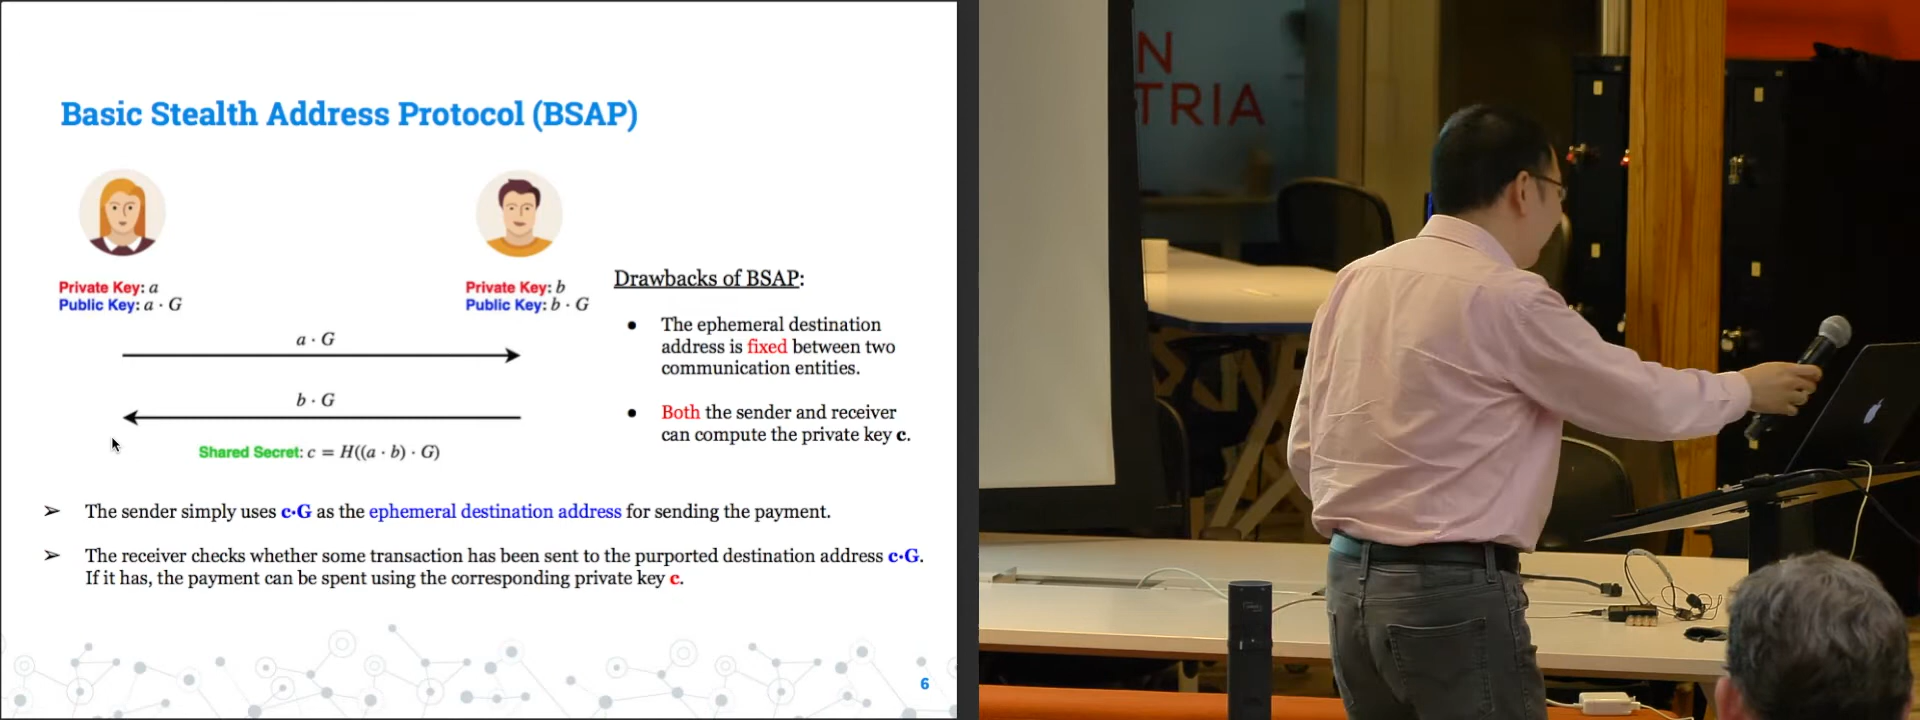 Basic Stealth Address Protocol (BSAP)
Private Key: a
Public Key: a · G
Private Key: b
Public Key: b · G
a · G
b · G
Shared Secret: c = H((a · b) · G)
Drawbacks of BSAP:
● The ephemeral destination
address is fixed between two
communication entities.
● Both the sender and receiver
can compute the private key c.
➢ The sender simply uses c·G as the ephemeral destination address for sending the payment.
➢ The receiver checks whether some transaction has been sent to the purported destination address c·G.
If it has, the payment can be spent using the corresponding private key c.
6
N
TRIA